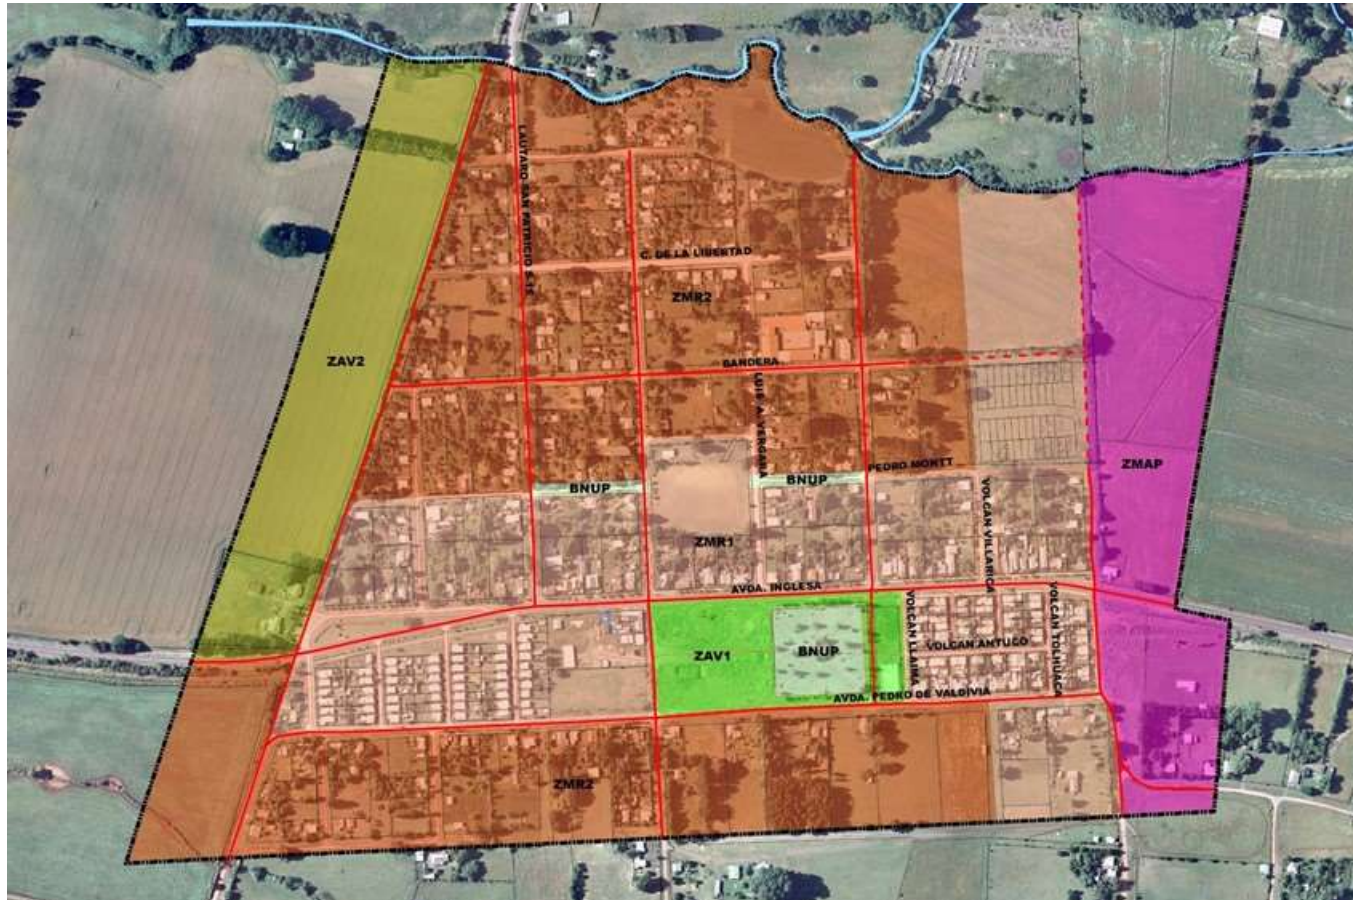 LAUTARO SAN PATRICIO S-11
C. DE LA LIBERTAD
ZMR2
ZAV2
BANDERA
LUIS A. VERGARA
PEDRO MONTT
ZMAP
BNUP
BNUP
VOLCAN VILLARICA
ZMR1
AVDA. INGLESA
VOLCAN LLAIMA
VOLCAN TOLHUACA
VOLCAN ANTUCO
ZAV1
BNUP
AVDA. PEDRO DE VALDIVIA
ZMR2